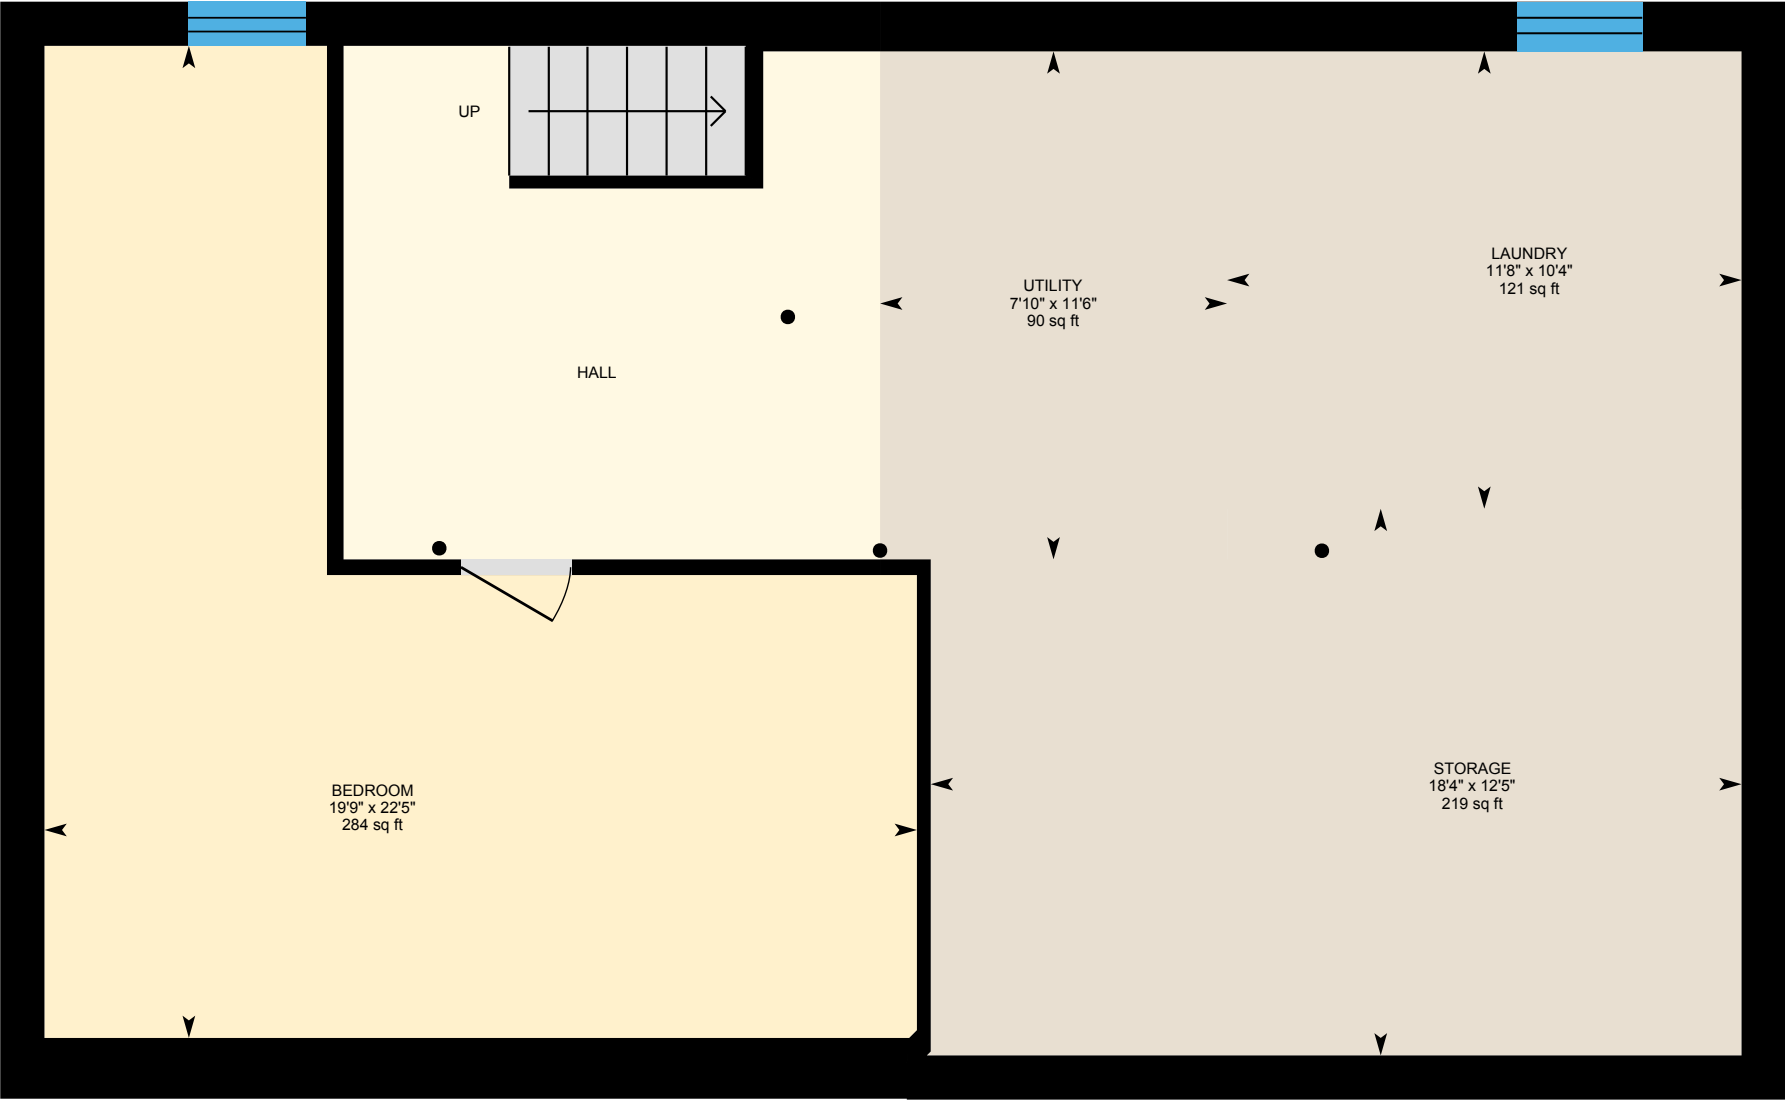 UP
LAUNDRY
11'8" x 10'4"
121 sq ft
UTILITY
7'10" x 11'6"
90 sq ft
HALL
BEDROOM
19'9" x 22'5"
284 sq ft
STORAGE
18'4" x 12'5"
219 sq ft